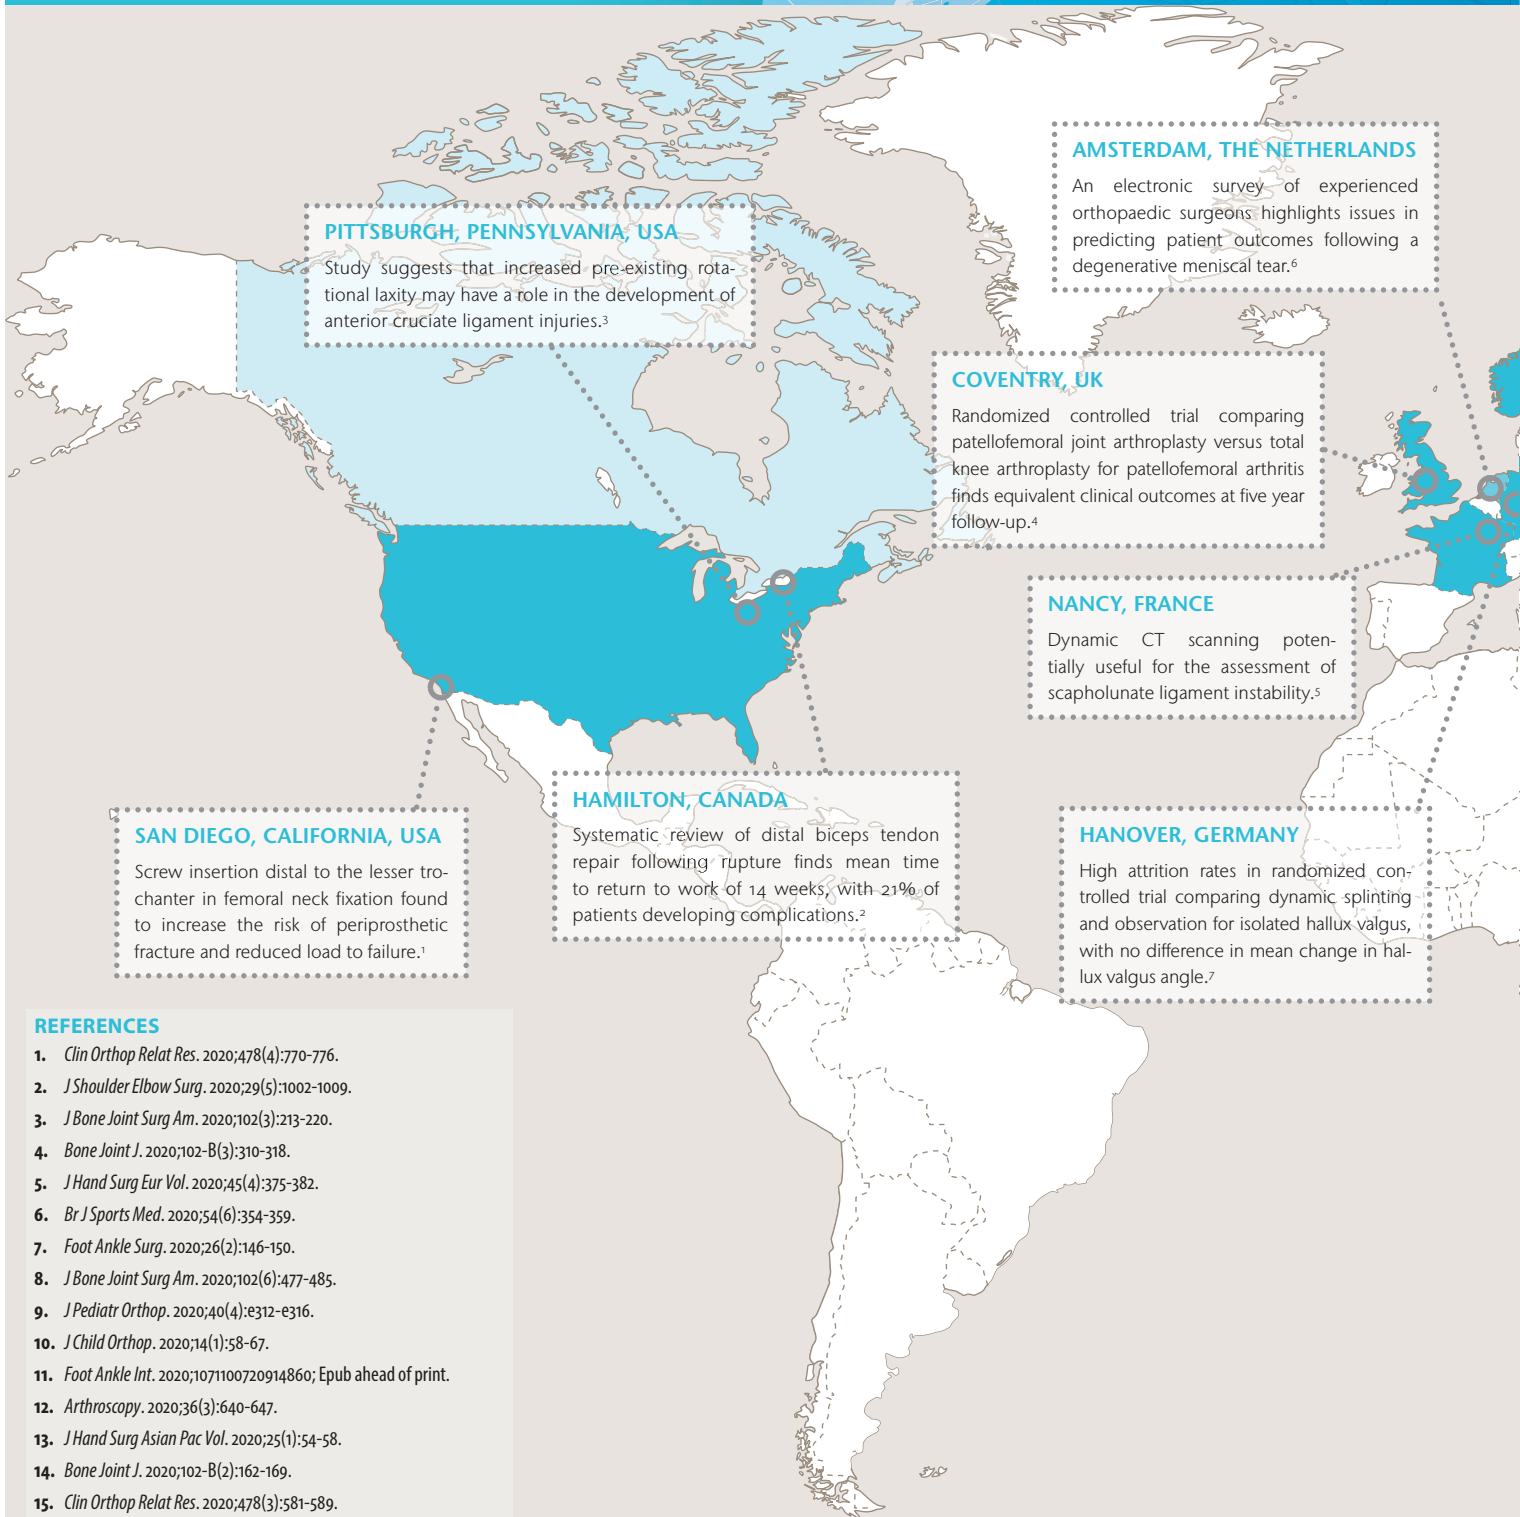 AMSTERDAM, THE NETHERLANDS
An electronic survey of experienced
orthopaedic surgeons highlights issues in
predicting patient outcomes following a
degenerative meniscal tear.⁶
PITTSBURGH, PENNSYLVANIA, USA
Study suggests that increased pre-existing rota-
tional laxity may have a role in the development of
anterior cruciate ligament injuries.³
COVENTRY, UK
Randomized controlled trial comparing
patellofemoral joint arthroplasty versus total
knee arthroplasty for patellofemoral arthritis
finds equivalent clinical outcomes at five year
follow-up.⁴
NANCY, FRANCE
Dynamic CT scanning poten-
tially useful for the assessment of
scapholunate ligament instability.⁵
HAMILTON, CANADA
Systematic review of distal biceps tendon
repair following rupture finds mean time
to return to work of 14 weeks, with 21% of
patients developing complications.²
SAN DIEGO, CALIFORNIA, USA
Screw insertion distal to the lesser tro-
chanter in femoral neck fixation found
to increase the risk of periprosthetic
fracture and reduced load to failure.¹
HANOVER, GERMANY
High attrition rates in randomized con-
trolled trial comparing dynamic splinting
and observation for isolated hallux valgus,
with no difference in mean change in hal-
lux valgus angle.⁷
REFERENCES
1. Clin Orthop Relat Res. 2020;478(4):770-776.
2. J Shoulder Elbow Surg. 2020;29(5):1002-1009.
3. J Bone Joint Surg Am. 2020;102(3):213-220.
4. Bone Joint J. 2020;102-B(3):310-318.
5. J Hand Surg Eur Vol. 2020;45(4):375-382.
6. Br J Sports Med. 2020;54(6):354-359.
7. Foot Ankle Surg. 2020;26(2):146-150.
8. J Bone Joint Surg Am. 2020;102(6):477-485.
9. J Pediatr Orthop. 2020;40(4):e312-e316.
10. J Child Orthop. 2020;14(1):58-67.
11. Foot Ankle Int. 2020;1071100720914860; Epub ahead of print.
12. Arthroscopy. 2020;36(3):640-647.
13. J Hand Surg Asian Pac Vol. 2020;25(1):54-58.
14. Bone Joint J. 2020;102-B(2):162-169.
15. Clin Orthop Relat Res. 2020;478(3):581-589.